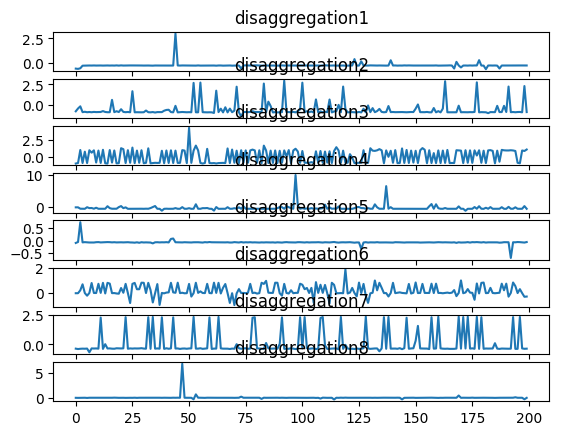 disaggregation1
2.5
0.0
disaggregation2
2.5
0.0
disaggregation3
2.5
0.0
disaggregation4
10
0
disaggregation5
0.5
0.0
−0.5
disaggregation6
2
0
disaggregation7
2.5
0.0
disaggregation8
5
0
0 25 50 75 100 125 150 175 200